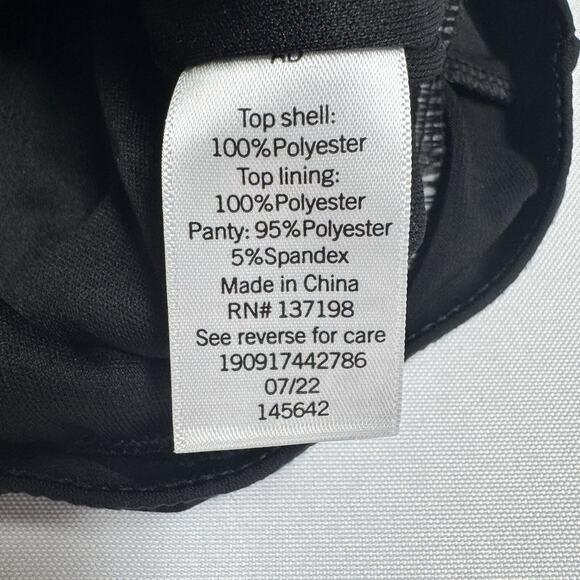 Top shell:
100%Polyester
Top lining:
100%Polyester
Panty: 95%Polyester
5%Spandex
Made in China
RN# 137198
See reverse for care
190917442786
07/22
145642